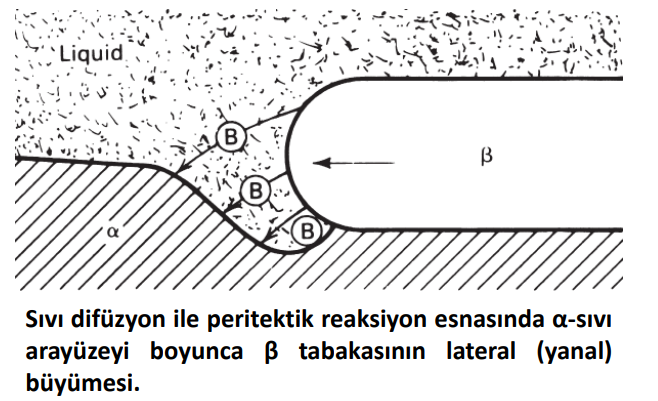 Liquid
B
B
β
α
B
Sıvı difüzyon ile peritektik reaksiyon esnasında α-sıvı
arayüzeyi boyunca β tabakasının lateral (yanal)
büyümesi.